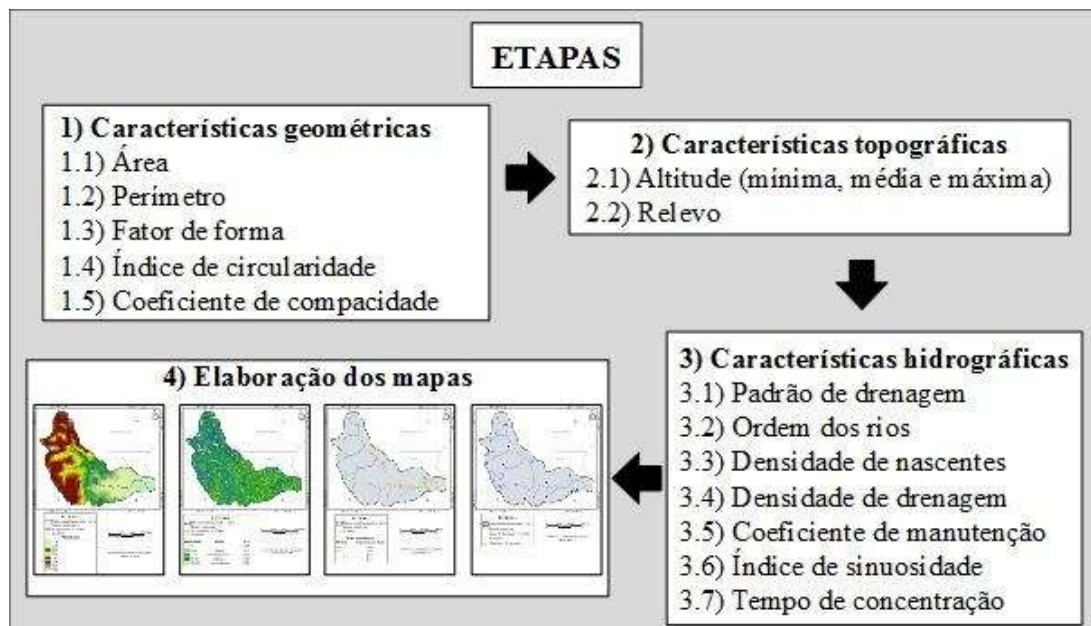 ETAPAS
1) Características geométricas
1.1) Área
1.2) Perímetro
1.3) Fator de forma
1.4) Índice de circularidade
1.5) Coeficiente de compacidade
2) Características topográficas
2.1) Altitude (mínima, média e máxima)
2.2) Relevo
3) Características hidrográficas
3.1) Padrão de drenagem
3.2) Ordem dos rios
3.3) Densidade de nascentes
3.4) Densidade de drenagem
3.5) Coeficiente de manutenção
3.6) Índice de sinuosidade
3.7) Tempo de concentração
4) Elaboração dos mapas